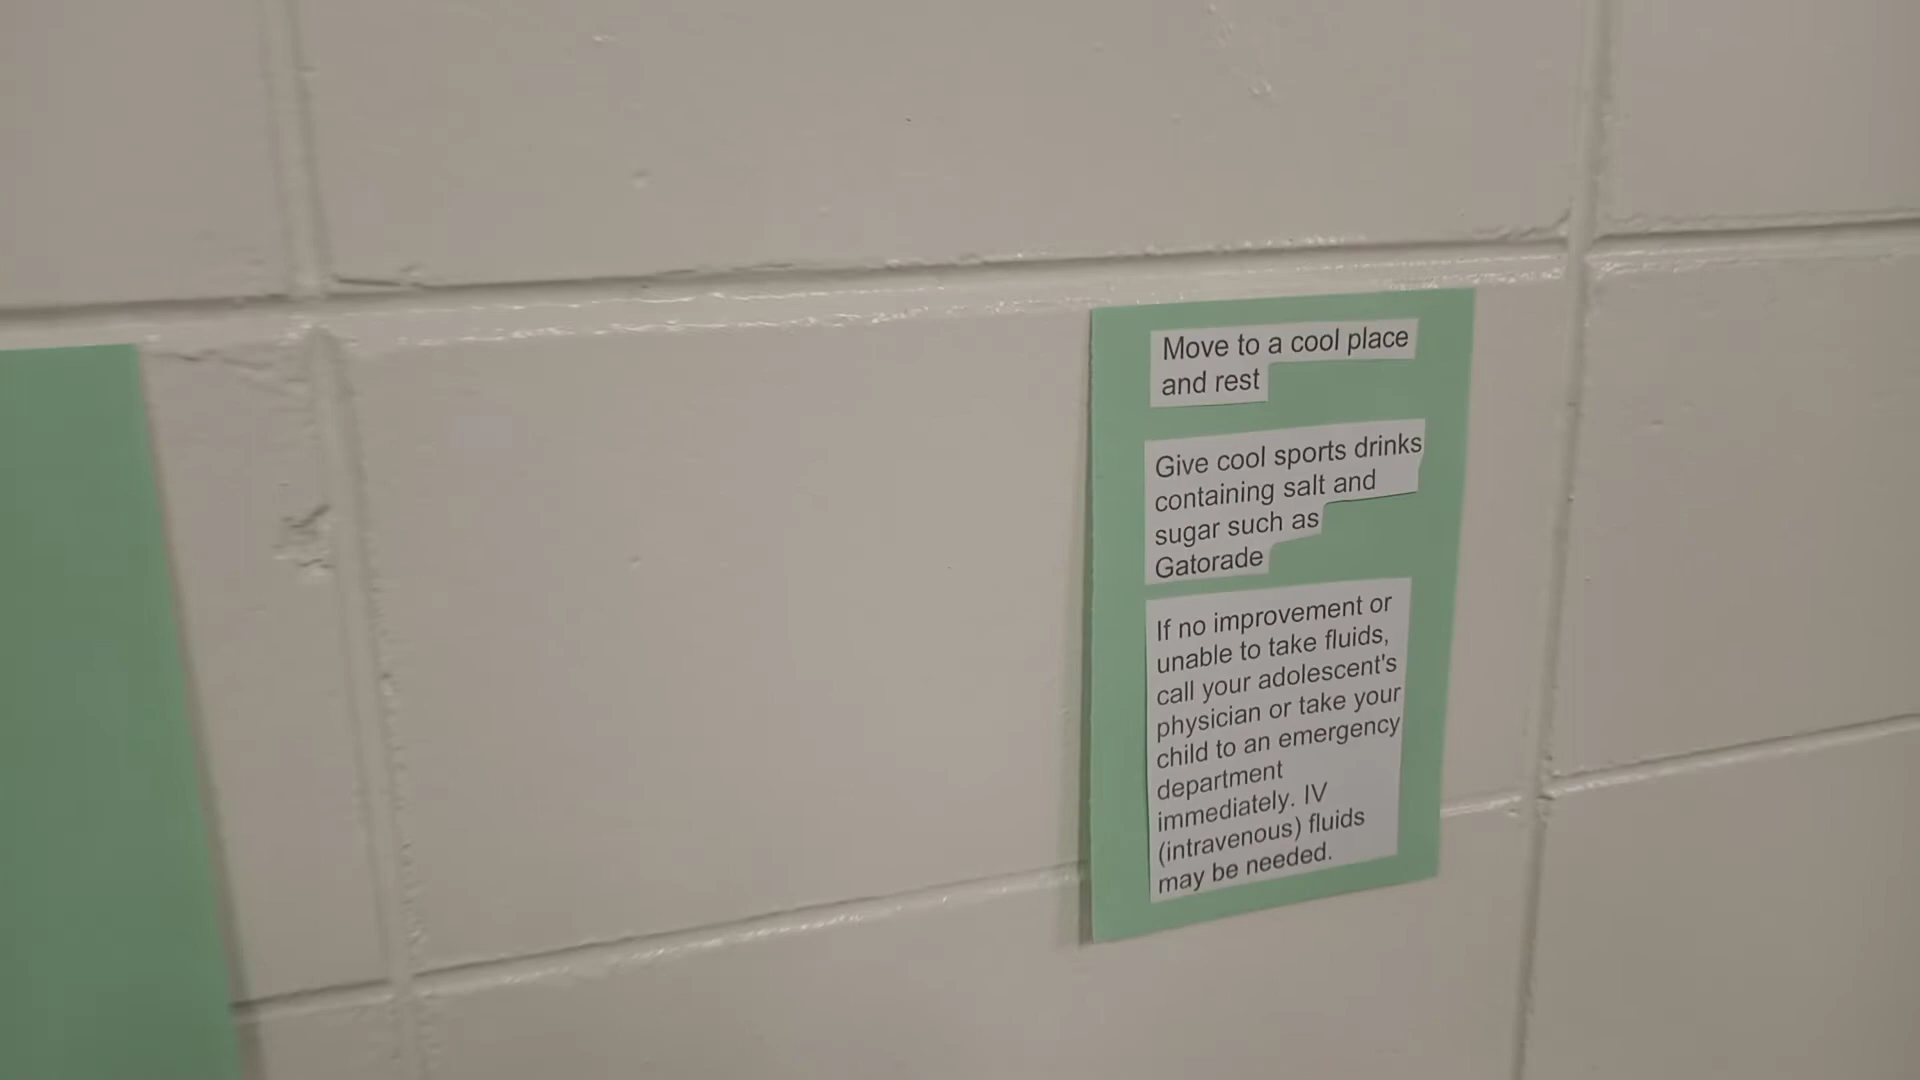 Move to a cool place
and rest
Give cool sports drinks
containing salt and
sugar such as
Gatorade
If no improvement or
unable to take fluids,
call your adolescent's
physician or take your
child to an emergency
department
immediately. IV
(intravenous) fluids
may be needed.